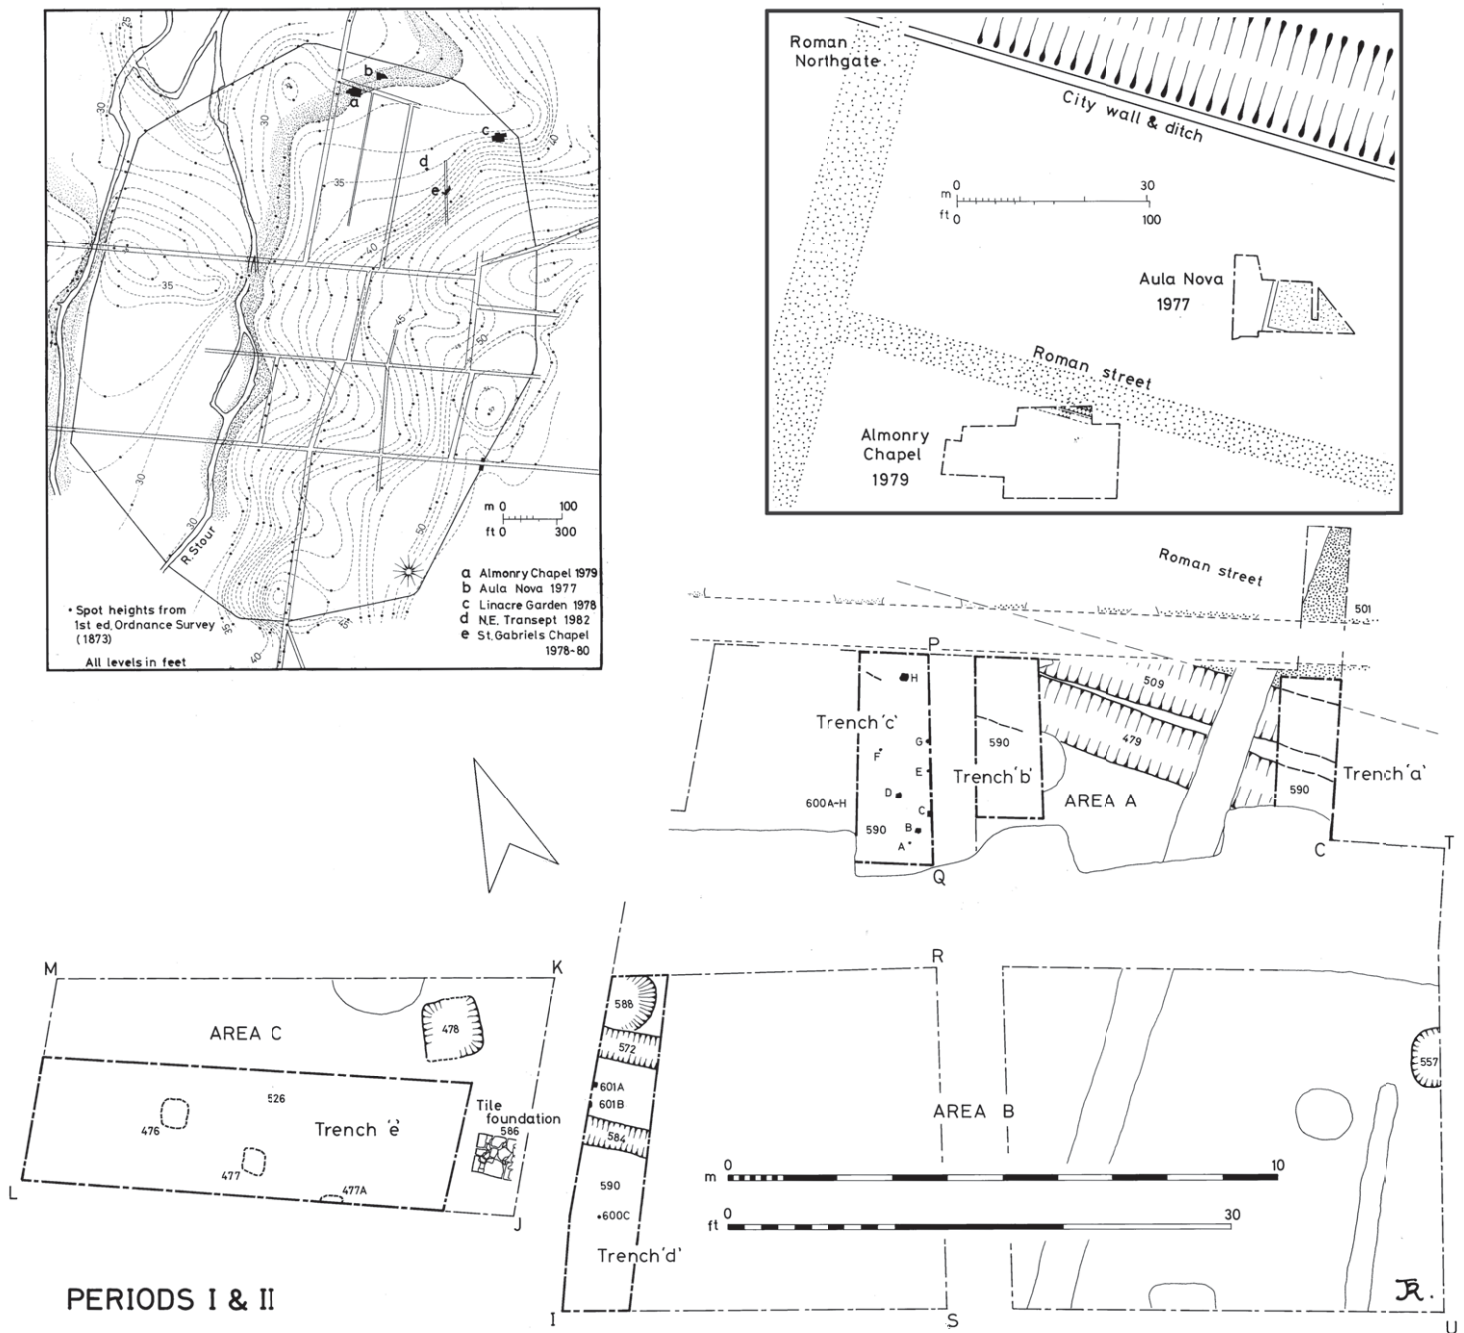 25
30
30
35
40
35
40
45
50
50
30
30
35
40
45
b
a
c
d
e
R. Stour
m 0 100
ft 0 300
• Spot heights from
1st ed. Ordnance Survey
(1873)
All levels in feet
a Almonry Chapel 1979
b Aula Nova 1977
c Linacre Garden 1978
d N.E. Transept 1982
e St. Gabriels Chapel
1978-80
Roman
Northgate
City wall & ditch
0 30
m
ft 0 100
Aula Nova
1977
Roman street
Almonry
Chapel
1979
Roman street
501
P
H
Trench 'c'
G
F
E
D
C
B
A
600A-H
590
Q
590
Trench 'b'
509
479
AREA A
590
Trench 'a'
C
T
M
K
AREA C
478
526
476
477
477A
Trench 'e'
Tile
foundation
586
L
J
588
572
601A
601B
584
590
600C
Trench 'd'
I
R
AREA B
557
0 10
m
0 30
ft
S
U
JR.
PERIODS I & II